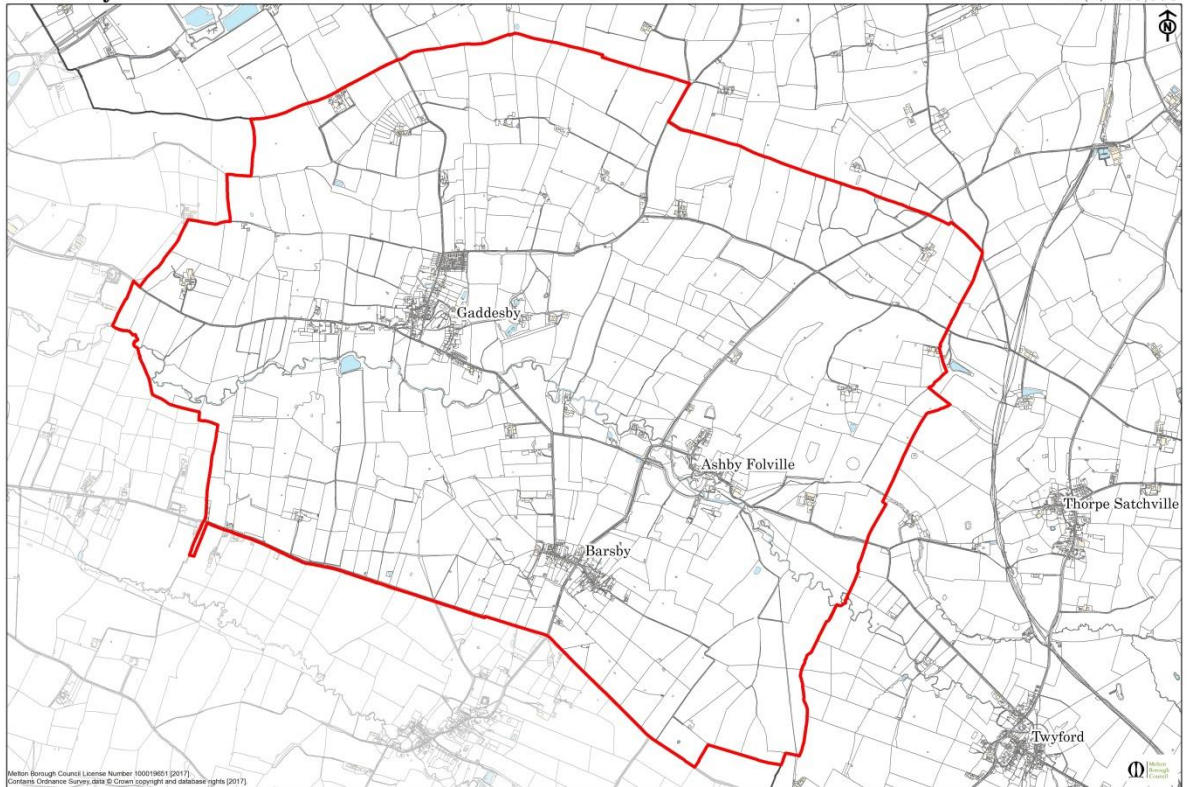 N
Gaddesby
Ashby Folville
Thorpe Satchville
Barsby
Twyford
Melton Borough Council License Number 100019651 [2017]
Contains Ordnance Survey data © Crown copyright and database rights [2017]
Melton
Borough
Council